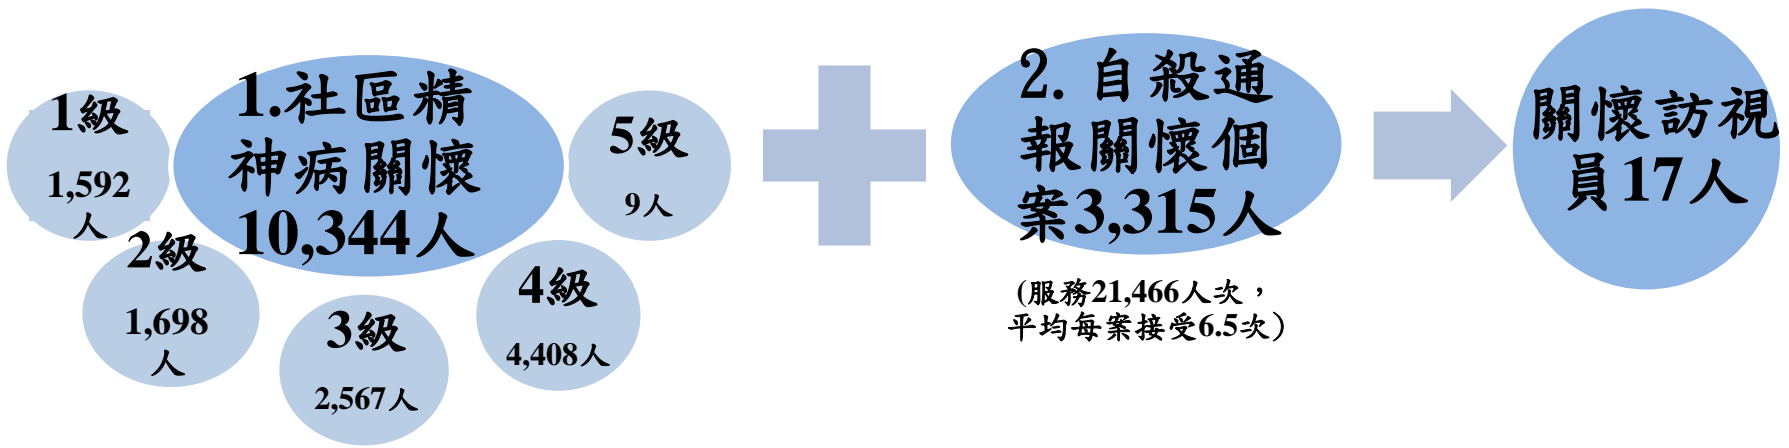 1.社區精
神病關懷
10,344人
1級
1,592
人
2級
1,698
人
3級
2,567人
4級
4,408人
5級
9人
2. 自殺通
報關懷個
案3,315人
(服務21,466人次，
平均每案接受6.5次）
關懷訪視
員17人